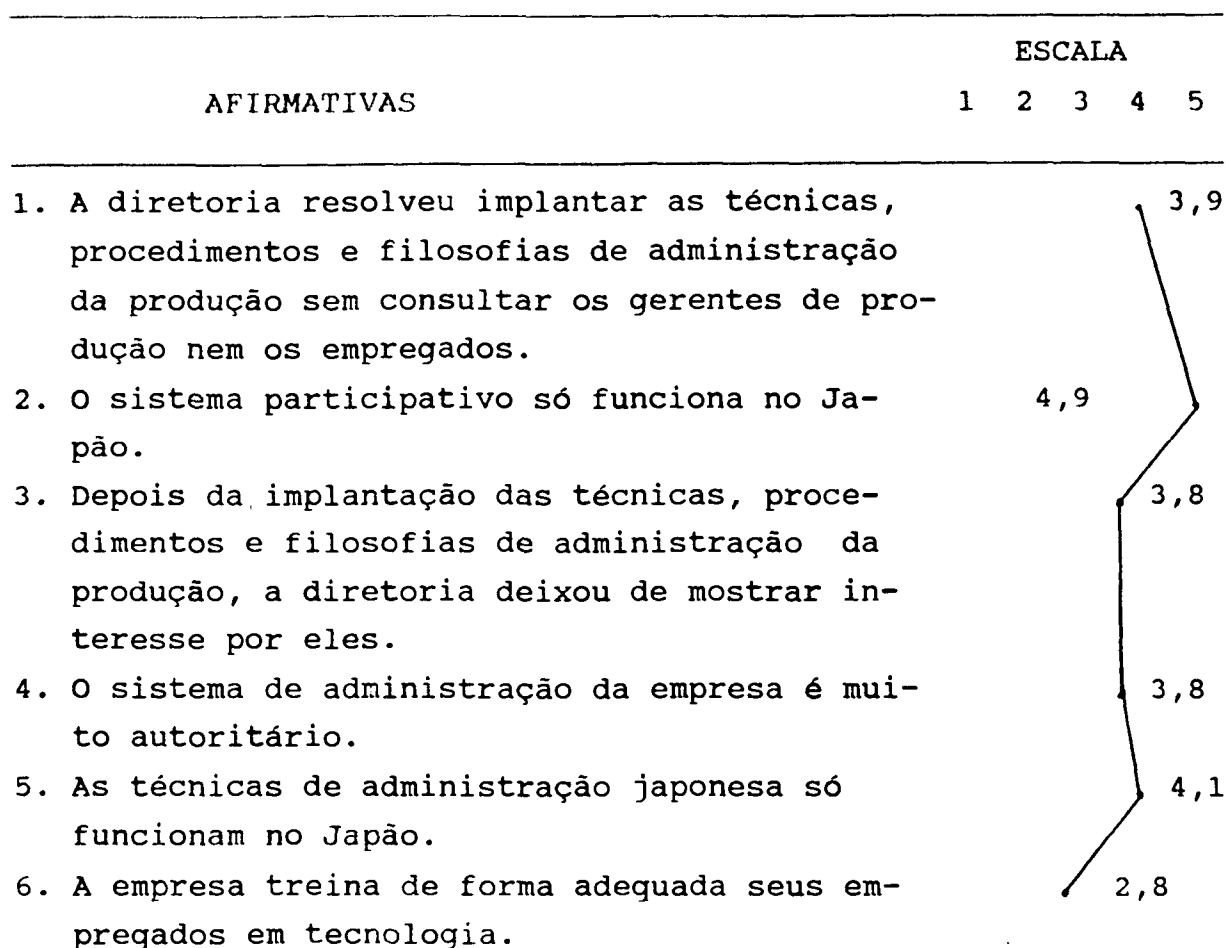 ESCALA
AFIRMATIVAS 1 2 3 4 5
1. A diretoria resolveu implantar as técnicas, 3,9
procedimentos e filosofias de administração
da produção sem consultar os gerentes de pro-
dução nem os empregados.
2. O sistema participativo só funciona no Ja- 4,9
pão.
3. Depois da implantação das técnicas, proce- 3,8
dimentos e filosofias de administração da
produção, a diretoria deixou de mostrar in-
teresse por eles.
4. O sistema de administração da empresa é mui- 3,8
to autoritário.
5. As técnicas de administração japonesa só 4,1
funcionam no Japão.
6. A empresa treina de forma adequada seus em- 2,8
pregados em tecnologia.